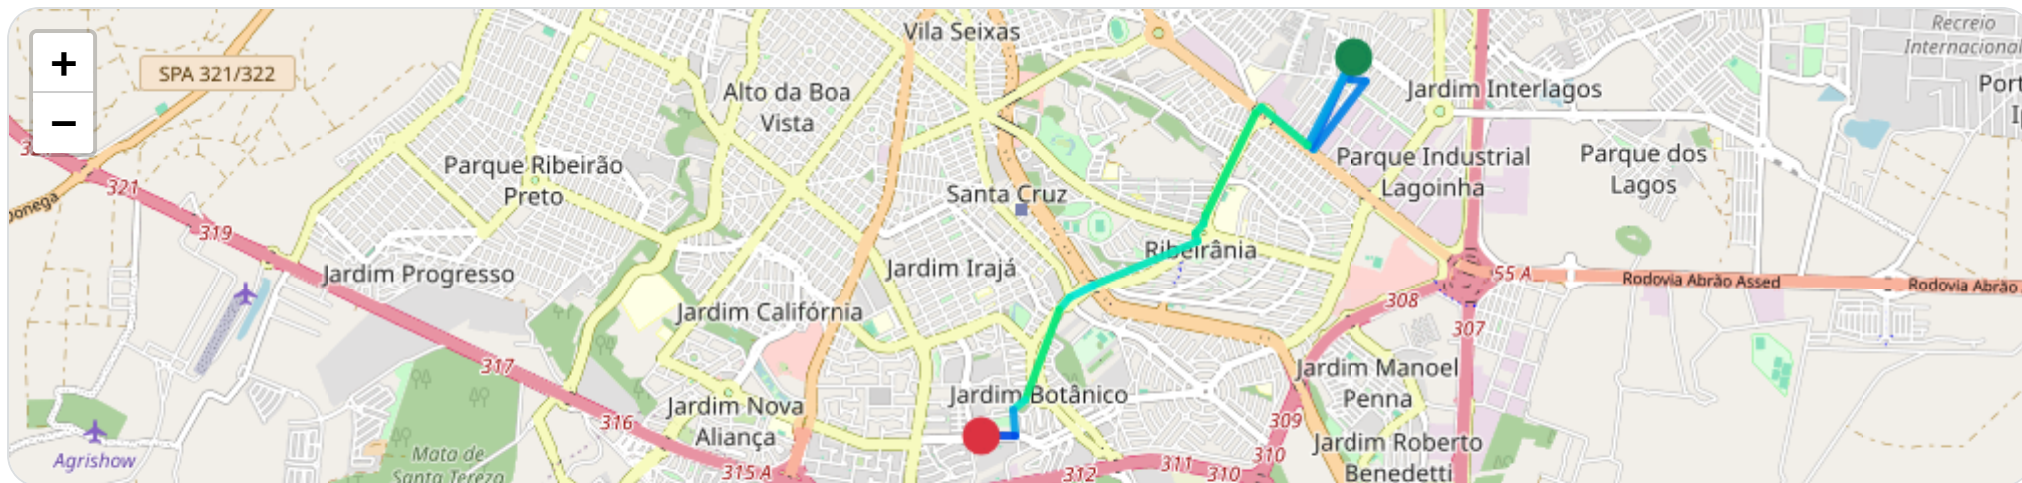 +
−
SPA 321/322
321
319
317
316
315 A
312
311
310
310
309
308
307
55 A
Vila Seixas
Alto da Boa
Vista
Parque Ribeirão
Preto
Santa Cruz
Jardim Progresso
Jardim Irajá
Jardim Califórnia
Ribeirânia
Jardim Botânico
Jardim Nova
Aliança
Mata de
Santa Tereza
Agrishow
Jardim Interlagos
Parque Industrial
Lagoinha
Parque dos
Lagos
Recreio
Internacional
Rodovia Abrão Assed
Rodovia Abrão
Jardim Manoel
Penna
Jardim Roberto
Benedetti